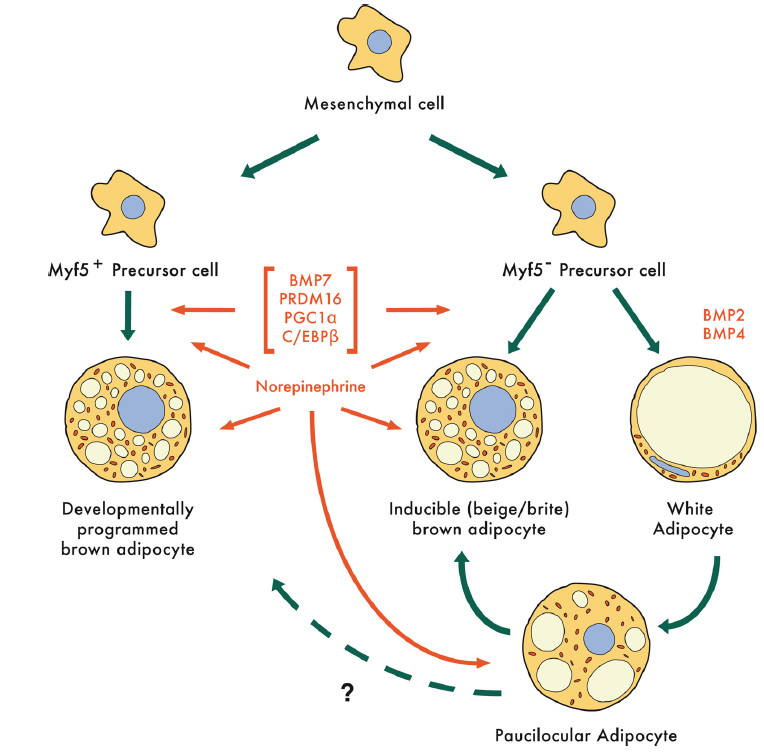 Mesenchymal cell
Myf5+ Precursor cell
Myf5- Precursor cell
BMP7
PRDM16
PGC1α
C/EBPβ
BMP2
BMP4
Norepinephrine
Developmentally
programmed
brown adipocyte
Inducible (beige/brite)
brown adipocyte
White
Adipocyte
?
Paucilocular Adipocyte